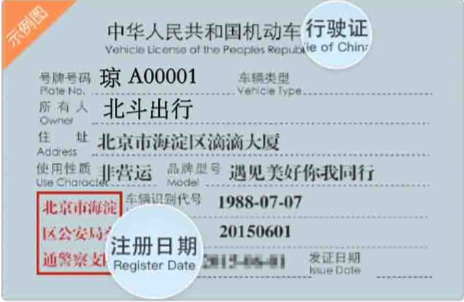 示例图
中华人民共和国机动车行驶证
Vehicle License of the Peoples Republic of China
号牌号码 琼 A00001 车辆类型
Plate No. Vehicle Type
所有人 北斗出行
Owner
住址 北京市海淀区滴滴大厦
Address
使用性质 非营运 品牌型号 遇见美好你我同行
Use Character Model
北京市海淀 车辆识别代号 1988-07-07
区公安局 注册日期 20150601
通警察支 Register Date 2015-06-01 发证日期
Issue Date